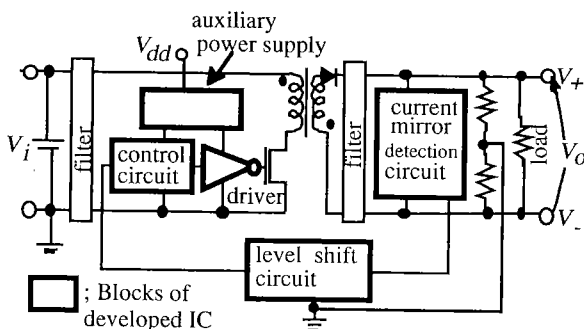 auxiliary
power supply
Vdd
V+
Vi
filter
control
circuit
driver
filter
current
mirror
detection
circuit
load
Vo
V-
level shift
circuit
; Blocks of
developed IC